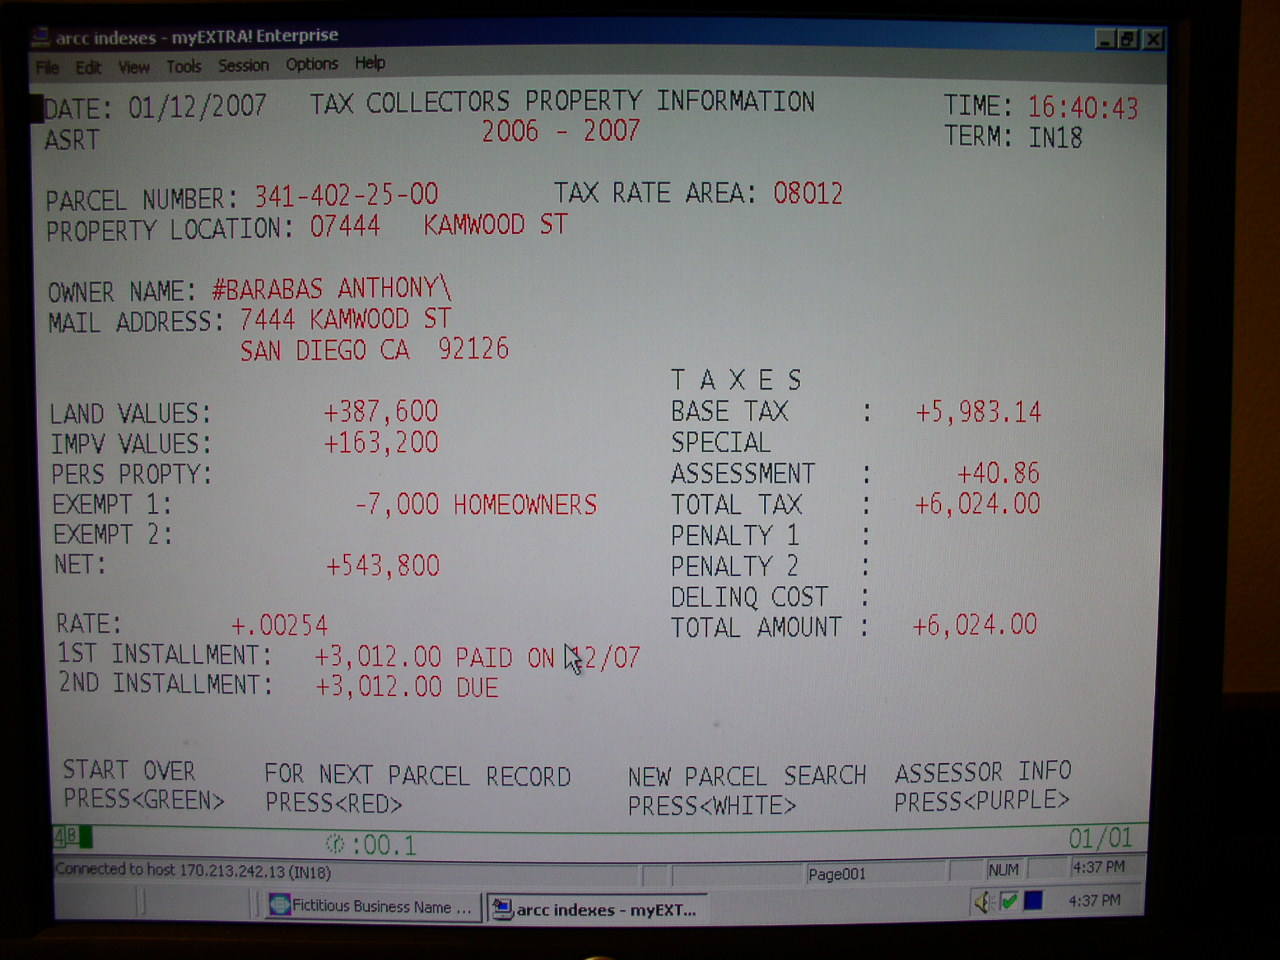 arcc indexes - myEXTRA! Enterprise
File Edit View Tools Session Options Help
DATE: 01/12/2007 TAX COLLECTORS PROPERTY INFORMATION TIME: 16:40:43
ASRT 2006 - 2007 TERM: IN18
PARCEL NUMBER: 341-402-25-00 TAX RATE AREA: 08012
PROPERTY LOCATION: 07444 KAMWOOD ST
OWNER NAME: #BARABAS ANTHONY\
MAIL ADDRESS: 7444 KAMWOOD ST
SAN DIEGO CA 92126
T A X E S
LAND VALUES: +387,600 BASE TAX : +5,983.14
IMPV VALUES: +163,200 SPECIAL
PERS PROPTY: ASSESSMENT : +40.86
EXEMPT 1: -7,000 HOMEOWNERS TOTAL TAX : +6,024.00
EXEMPT 2: PENALTY 1 :
NET: +543,800 PENALTY 2 :
DELINQ COST :
RATE: +.00254 TOTAL AMOUNT : +6,024.00
1ST INSTALLMENT: +3,012.00 PAID ON 12/07
2ND INSTALLMENT: +3,012.00 DUE
START OVER FOR NEXT PARCEL RECORD NEW PARCEL SEARCH ASSESSOR INFO
PRESS<GREEN> PRESS<RED> PRESS<WHITE> PRESS<PURPLE>
4B :00.1 01/01
Connected to host 170.213.242.13 (IN18) Page001 NUM 4:37 PM
Fictitious Business Name ... arcc indexes - myEXT... 4:37 PM